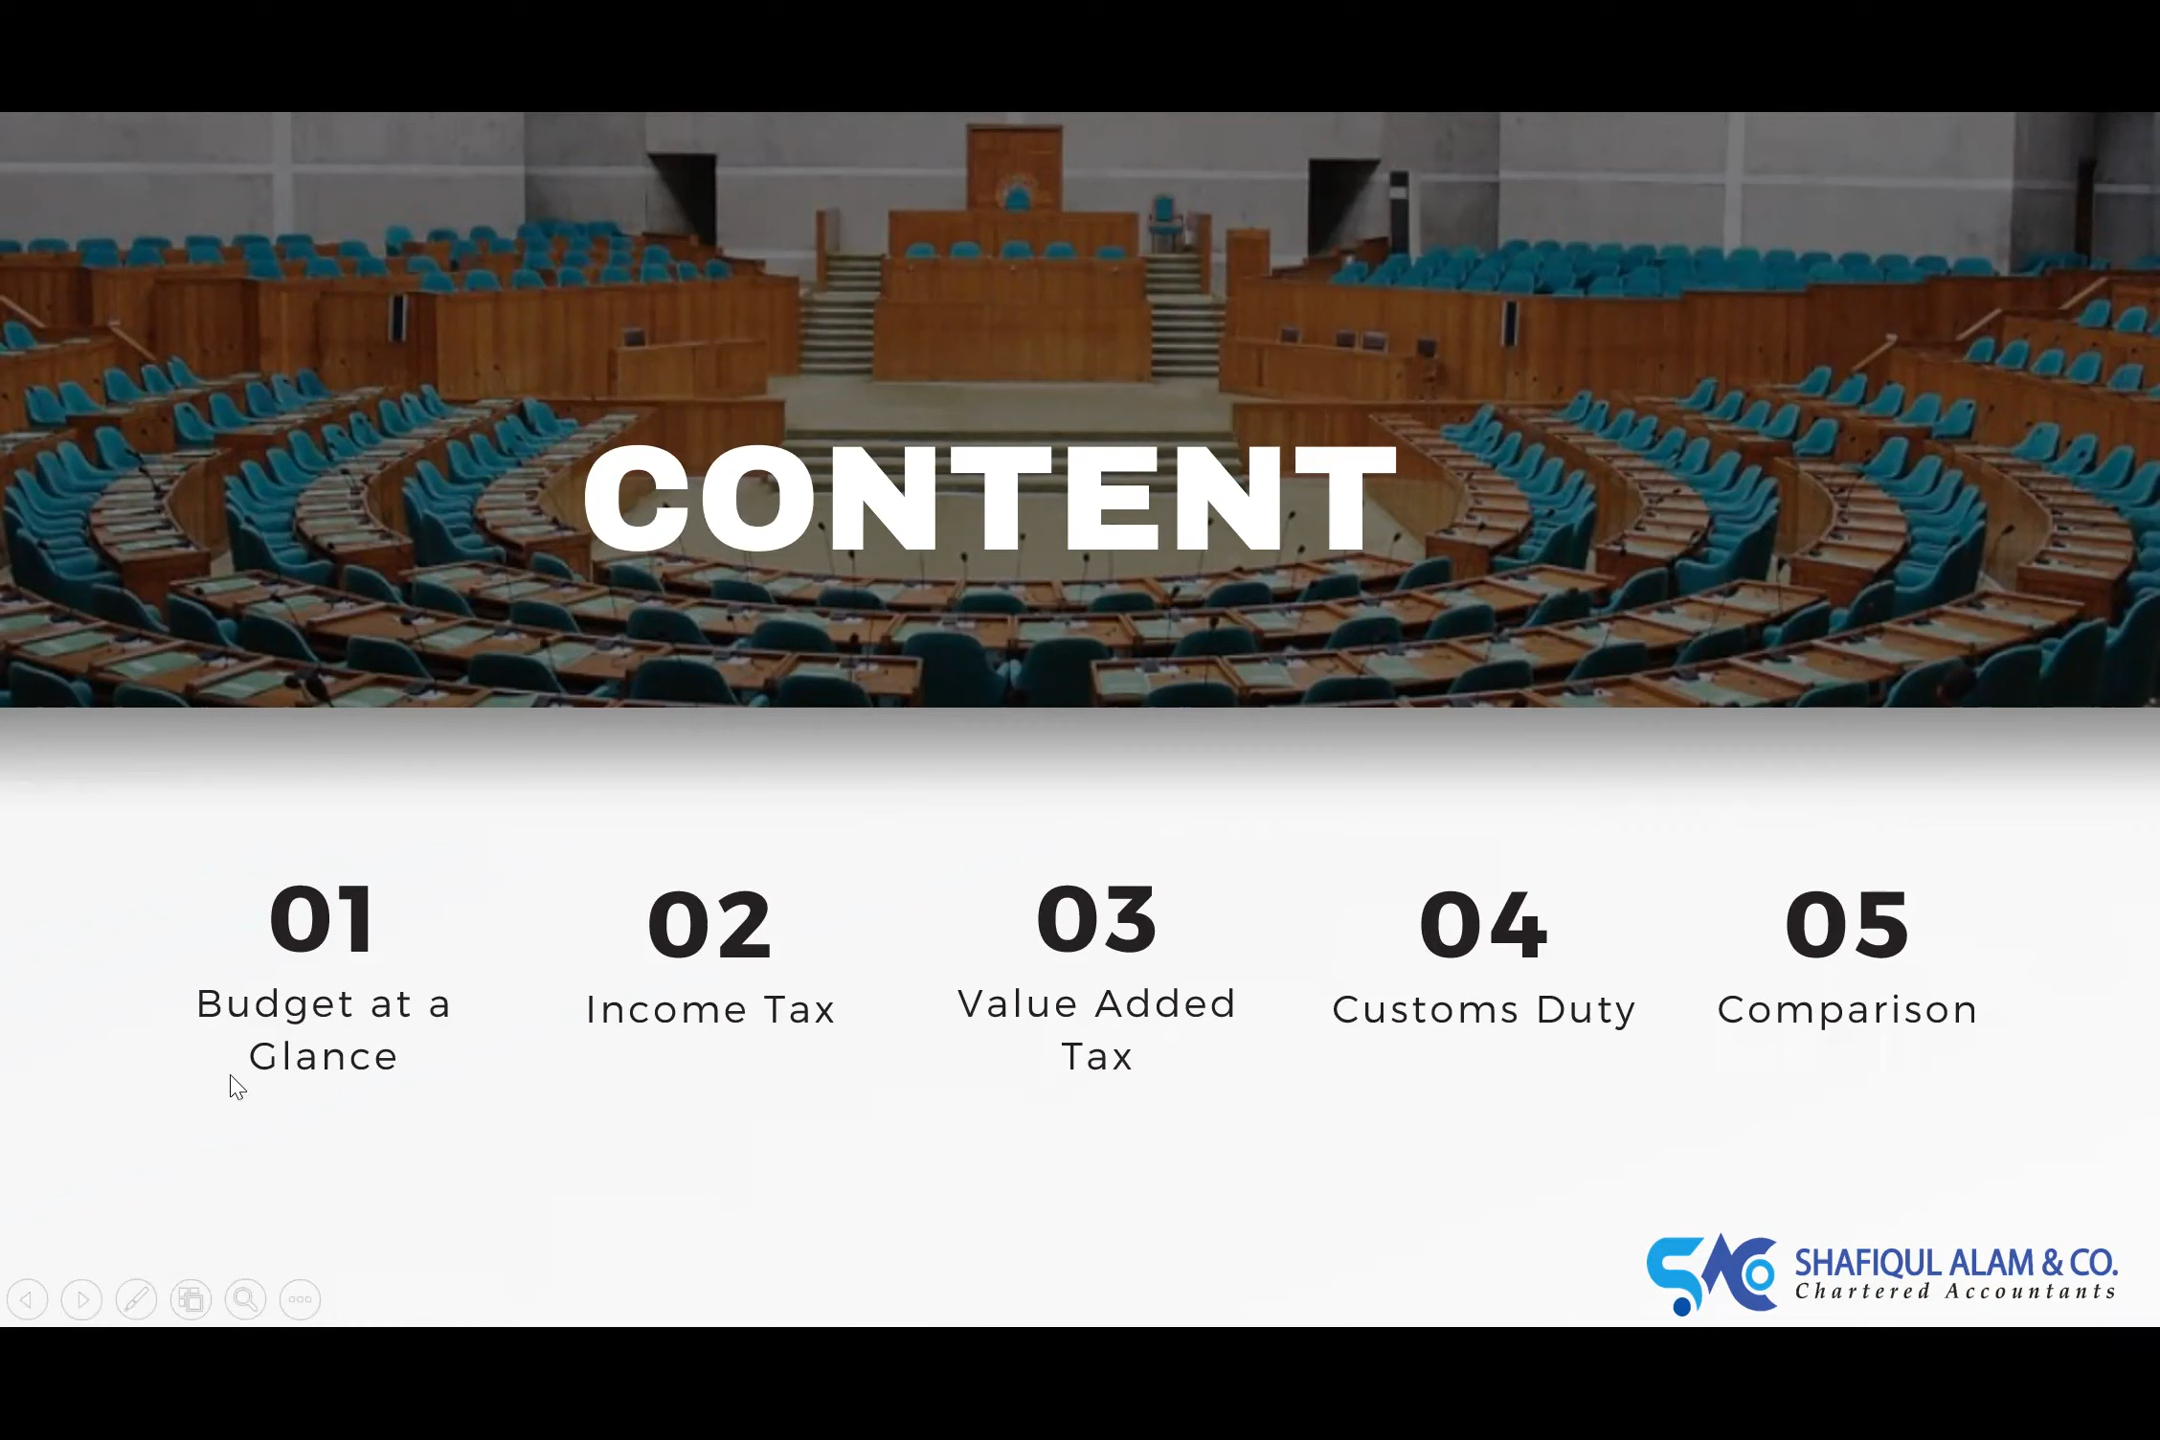 CONTENT
01
Budget at a
Glance
02
Income Tax
03
Value Added
Tax
04
Customs Duty
05
Comparison
SACo
SHAFIQUL ALAM & CO.
Chartered Accountants